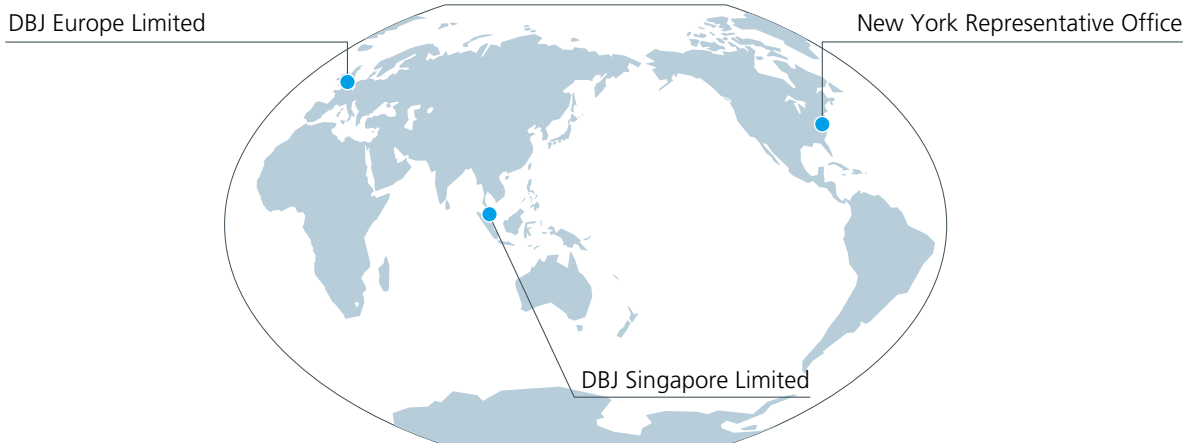 DBJ Europe Limited
New York Representative Office
DBJ Singapore Limited